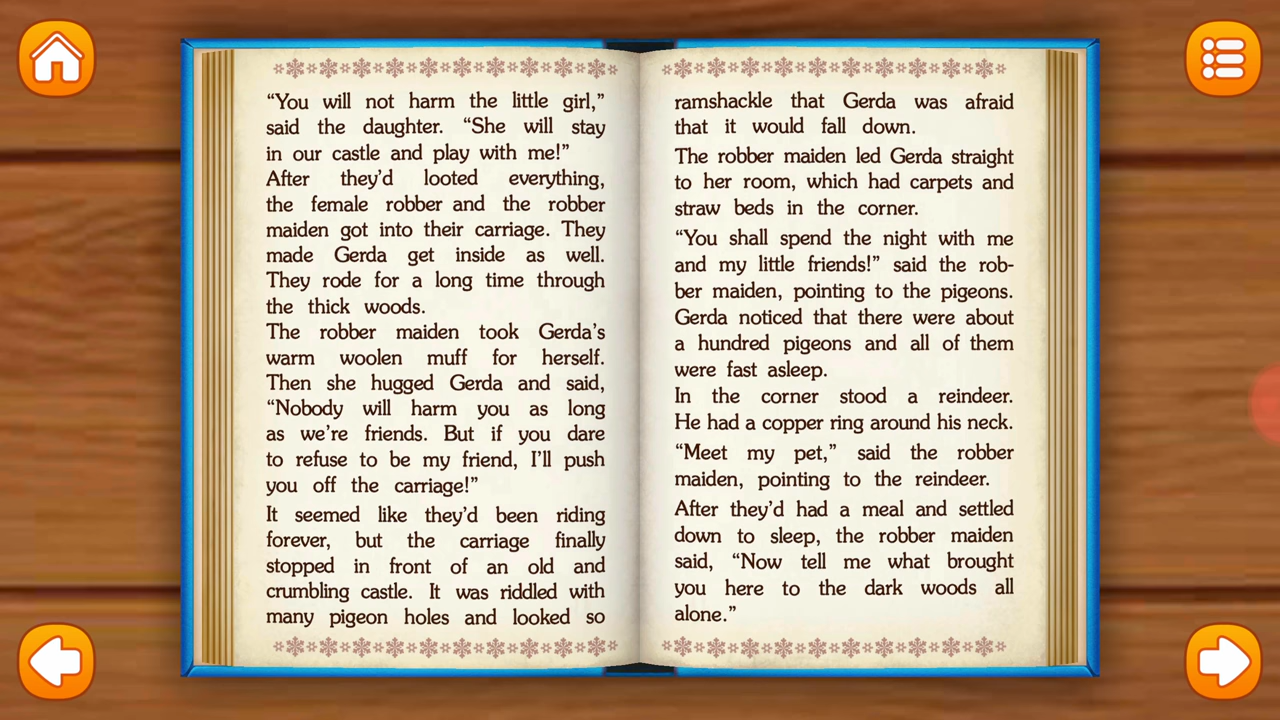 “You will not harm the little girl,”
said the daughter. “She will stay
in our castle and play with me!”
After they’d looted everything,
the female robber and the robber
maiden got into their carriage. They
made Gerda get inside as well.
They rode for a long time through
the thick woods.
The robber maiden took Gerda’s
warm woolen muff for herself.
Then she hugged Gerda and said,
“Nobody will harm you as long
as we’re friends. But if you dare
to refuse to be my friend, I’ll push
you off the carriage!”
It seemed like they’d been riding
forever, but the carriage finally
stopped in front of an old and
crumbling castle. It was riddled with
many pigeon holes and looked so
ramshackle that Gerda was afraid
that it would fall down.
The robber maiden led Gerda straight
to her room, which had carpets and
straw beds in the corner.
“You shall spend the night with me
and my little friends!” said the rob-
ber maiden, pointing to the pigeons.
Gerda noticed that there were about
a hundred pigeons and all of them
were fast asleep.
In the corner stood a reindeer.
He had a copper ring around his neck.
“Meet my pet,” said the robber
maiden, pointing to the reindeer.
After they’d had a meal and settled
down to sleep, the robber maiden
said, “Now tell me what brought
you here to the dark woods all
alone.”